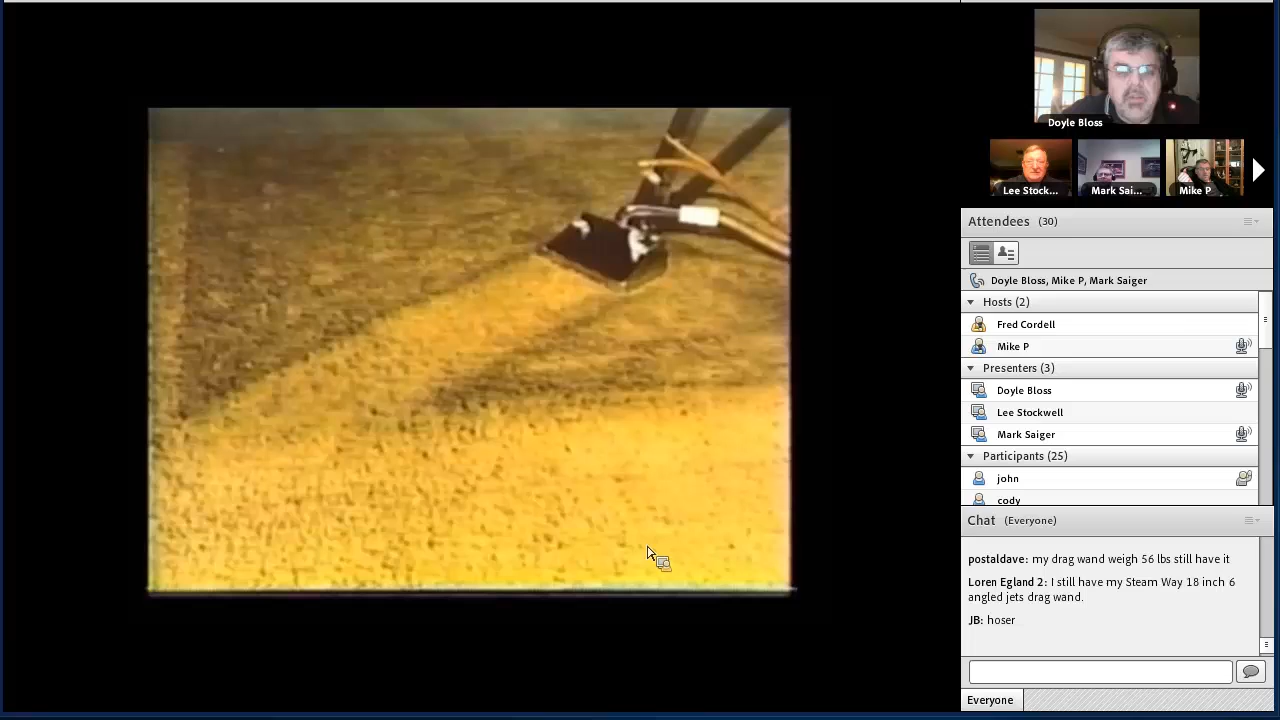 Doyle Bloss
Lee Stock...
Mark Sai...
Mike P
Attendees (30)
Doyle Bloss, Mike P, Mark Saiger
Hosts (2)
Fred Cordell
Mike P
Presenters (3)
Doyle Bloss
Lee Stockwell
Mark Saiger
Participants (25)
john
cody
Chat (Everyone)
postaldave: my drag wand weigh 56 lbs still have it
Loren Egland 2: I still have my Steam Way 18 inch 6
angled jets drag wand.
JB: hoser
Everyone